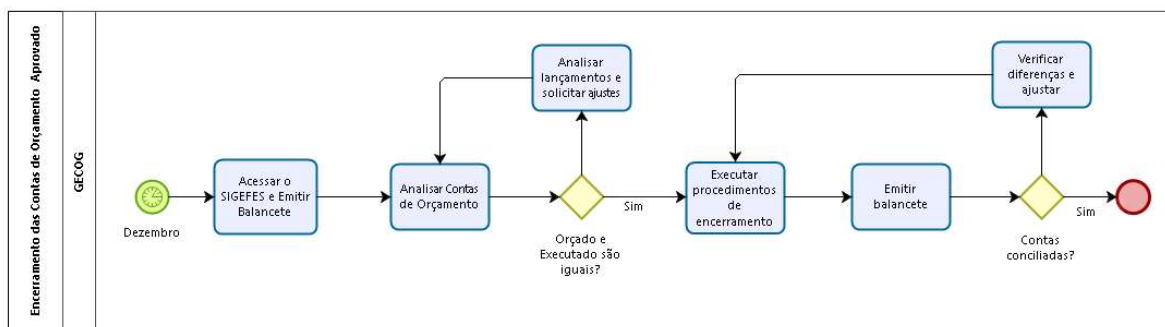 Encerramento das Contas de Orçamento Aprovado
GECOG
Dezembro
Acessar o
SIGEFES e Emitir
Balancete
Analisar Contas
de Orçamento
Analisar
lançamentos e
solicitar ajustes
Orçado e
Executado são
iguais?
Sim
Executar
procedimentos
de
encerramento
Emitir
balancete
Verificar
diferenças e
ajustar
Contas
conciliadas?
Sim